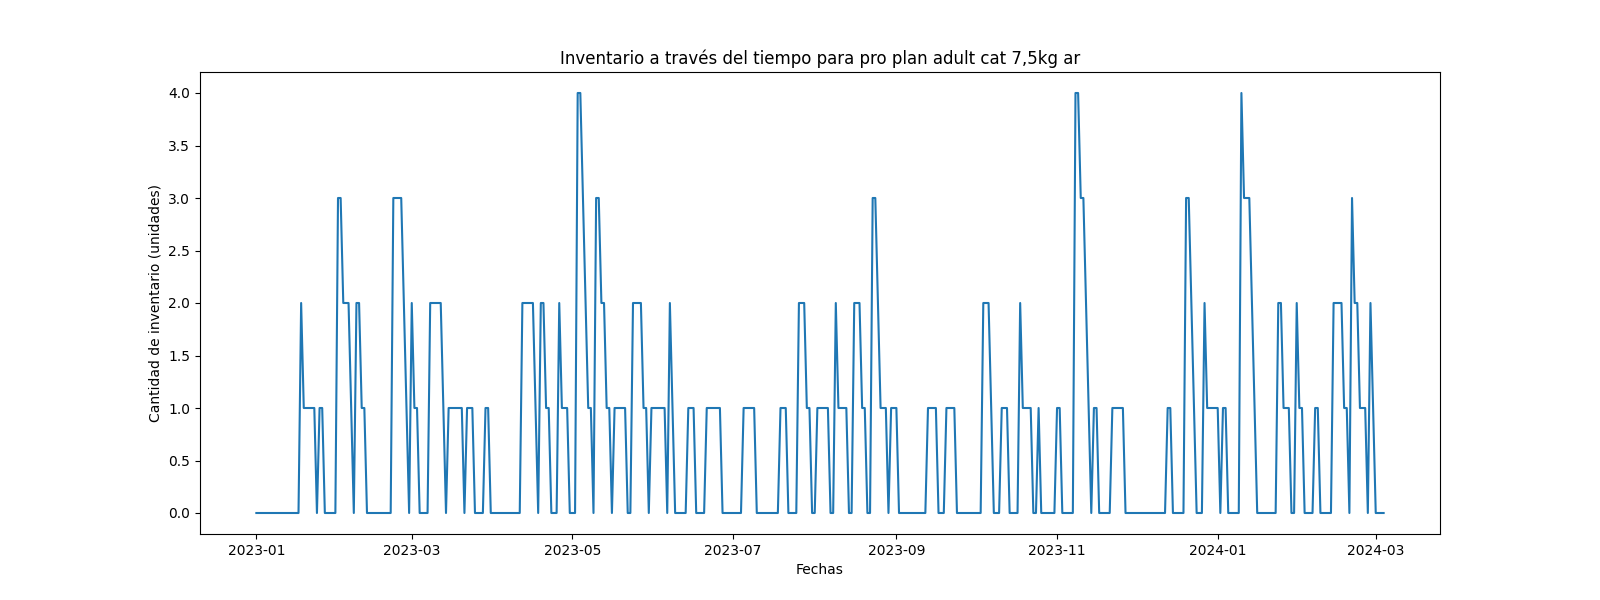 Inventario a través del tiempo para pro plan adult cat 7,5kg ar
Cantidad de inventario (unidades)
4.0
3.5
3.0
2.5
2.0
1.5
1.0
0.5
0.0
2023-01 2023-03 2023-05 2023-07 2023-09 2023-11 2024-01 2024-03
Fechas